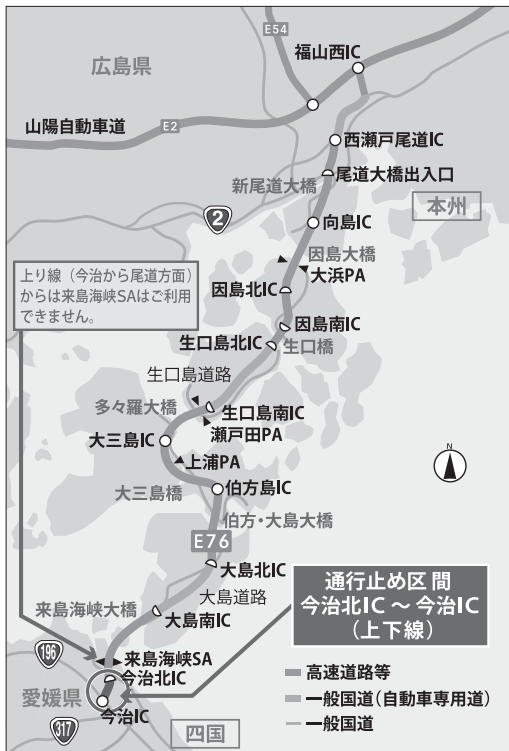 E54
福山西IC
広島県
山陽自動車道
E2
西瀬戸尾道IC
新尾道大橋
尾道大橋出入口
2
本州
向島IC
因島大橋
大浜PA
上り線（今治から尾道方面）
からは来島海峡SAはご利用
できません。
因島北IC
因島南IC
生口島北IC
生口橋
生口島道路
多々羅大橋
生口島南IC
瀬戸田PA
大三島IC
上浦PA
N
大三島橋
伯方島IC
伯方・大島大橋
E76
大島北IC
大島道路
通行止め区間
今治北IC ～ 今治IC
（上下線）
来島海峡大橋
大島南IC
196
来島海峡SA
今治北IC
愛媛県
今治IC
317
四国
高速道路等
一般国道（自動車専用道）
一般国道